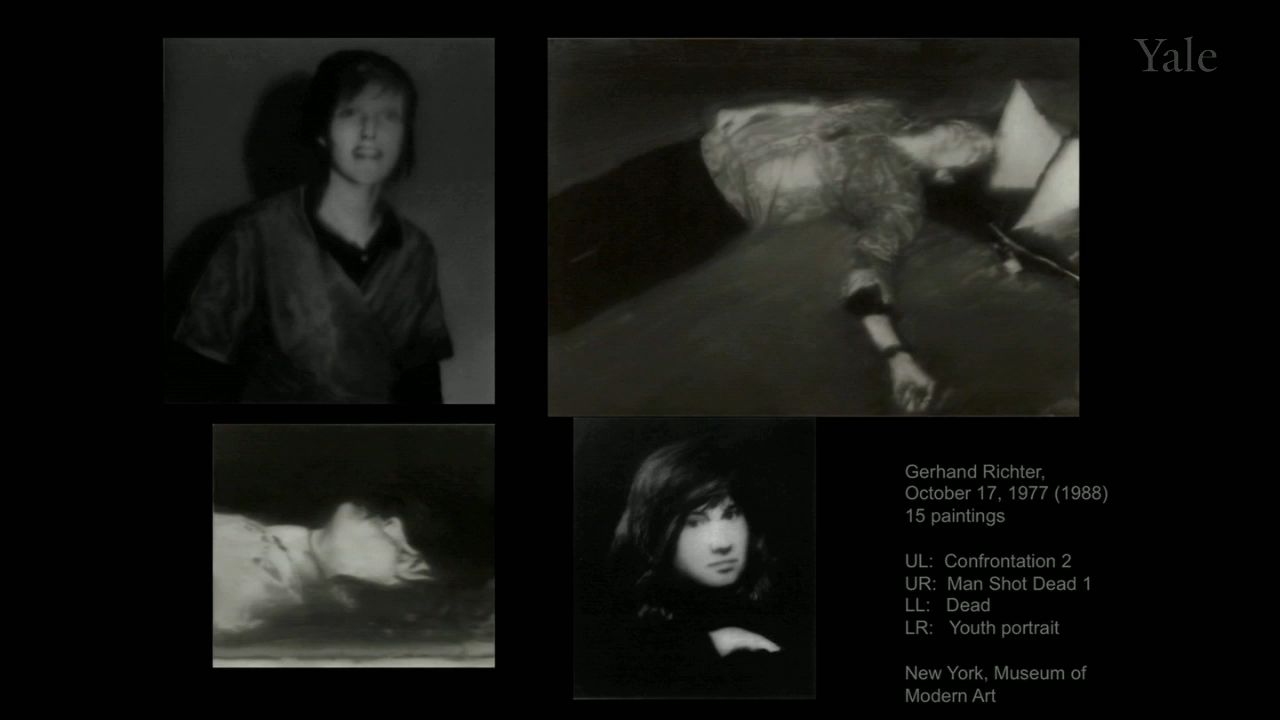 Yale
Gerhand Richter,
October 17, 1977 (1988)
15 paintings
UL: Confrontation 2
UR: Man Shot Dead 1
LL: Dead
LR: Youth portrait
New York, Museum of
Modern Art